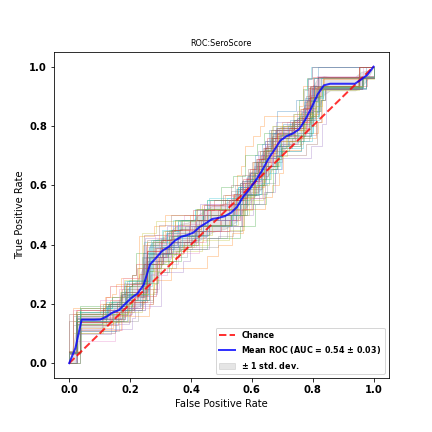 ROC:SeroScore
1.0
0.8
0.6
0.4
0.2
0.0
True Positive Rate
Chance
Mean ROC (AUC = 0.54 ± 0.03)
± 1 std. dev.
0.0 0.2 0.4 0.6 0.8 1.0
False Positive Rate